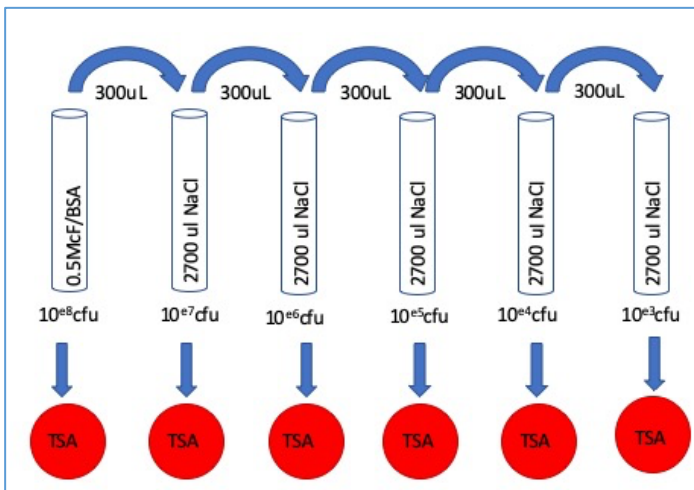 300uL 300uL 300uL 300uL 300uL
0.5McF/BSA
2700 ul NaCl
2700 ul NaCl
2700 ul NaCl
2700 ul NaCl
2700 ul NaCl
10ᵉ⁸cfu 10ᵉ⁷cfu 10ᵉ⁶cfu 10ᵉ⁵cfu 10ᵉ⁴cfu 10ᵉ³cfu
TSA TSA TSA TSA TSA TSA